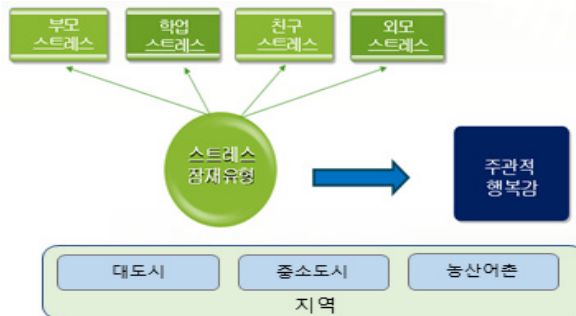 부모
스트레스
학업
스트레스
친구
스트레스
외모
스트레스
스트레스
잠재유형
주관적
행복감
대도시
중소도시
농산어촌
지역